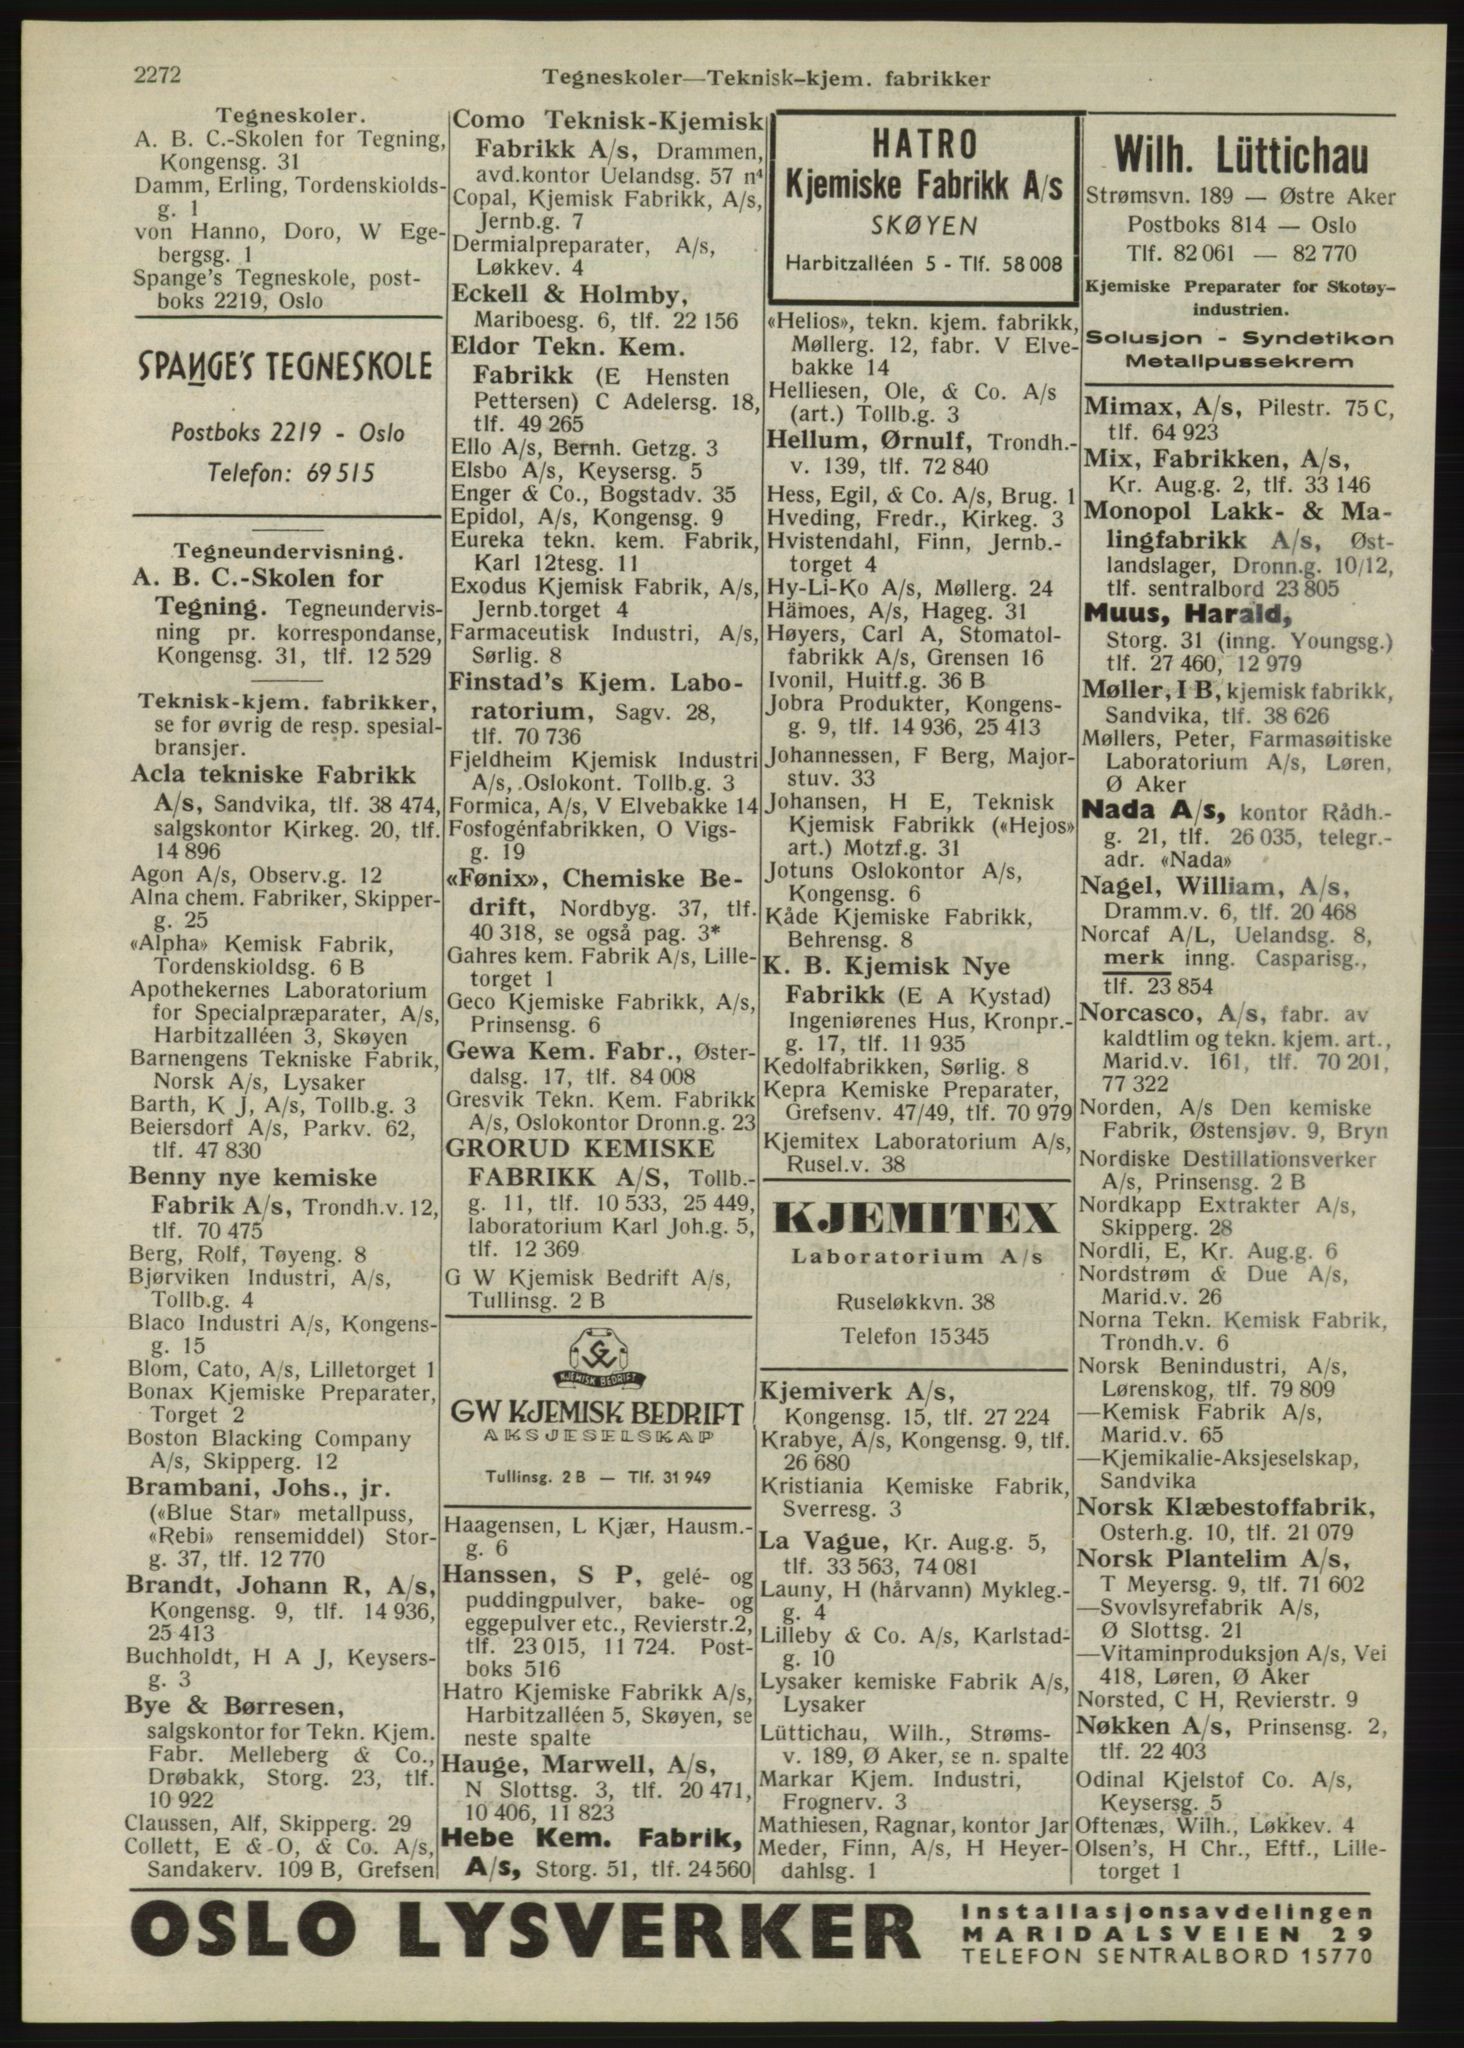 2272
Tegneskoler—Teknisk-kjem. fabrikker
Tegneskoler.
A. B. C.-Skolen for Tegning,
Kongensg. 31
Damm, Erling, Tordenskiolds-
g. 1
von Hanno, Doro, W Ege-
bergsg. 1
Spange's Tegneskole, post-
boks 2219, Oslo
SPANGE'S TEGNESKOLE
Postboks 2219 - Oslo
Telefon: 69515
Tegneundervisning.
A. B. C.-Skolen for
Tegning. Tegneundervis-
ning pr. korrespondanse,
Kongensg. 31, tlf. 12 529
Teknisk-kjem. fabrikker,
se for øvrig de resp. spesial-
bransjer.
Acla tekniske Fabrikk
A/s, Sandvika, tlf. 38 474,
salgskontor Kirkeg. 20, tlf.
14 896
Agon A/s, Observ.g. 12
Alna chem. Fabriker, Skipper-
g. 25
«Alpha» Kemisk Fabrik,
Tordenskioldsg. 6 B
Apothekernes Laboratorium
for Specialpræparater, A/s,
Harbitzalléen 3, Skøyen
Barnengens Tekniske Fabrik,
Norsk A/s, Lysaker
Barth, K J, A/s, Tollb.g. 3
Beiersdorf A/s, Parkv. 62,
tlf. 47 830
Benny nye kemiske
Fabrik A/s, Trondh.v. 12,
tlf. 70 475
Berg, Rolf, Tøyeng. 8
Bjørviken Industri, A/s,
Tollb.g. 4
Blaco Industri A/s, Kongens-
g. 15
Blom, Cato, A/s, Lilletorget 1
Bonax Kjemiske Preparater,
Torget 2
Boston Blacking Company
A/s, Skipperg. 12
Brambani, Johs., jr.
(«Blue Star» metallpuss,
«Rebi» rensemiddel) Stor-
g. 37, tlf. 12 770
Brandt, Johann R, A/s,
Kongensg. 9, tlf. 14 936,
25 413
Buchholdt, H A J, Keysers-
g. 3
Bye & Børresen,
salgskontor for Tekn. Kjem.
Fabr. Melleberg & Co.,
Drøbakk, Storg. 23, tlf.
10 922
Claussen, Alf, Skipperg. 29
Collett, E & O, & Co. A/s,
Sandakerv. 109 B, Grefsen
Como Teknisk-Kjemisk
Fabrikk A/s, Drammen,
avd.kontor Uelandsg. 57 n⁴
Copal, Kjemisk Fabrikk, A/s,
Jernb.g. 7
Dermialpreparater, A/s,
Løkkev. 4
Eckell & Holmby,
Mariboesg. 6, tlf. 22 156
Eldor Tekn. Kem.
Fabrikk (E Hensten
Pettersen) C Adelersg. 18,
tlf. 49 265
Ello A/s, Bernh. Getzg. 3
Elsbo A/s, Keysersg. 5
Enger & Co., Bogstadv. 35
Epidol, A/s, Kongensg. 9
Eureka tekn. kem. Fabrik,
Karl 12tesg. 11
Exodus Kjemisk Fabrik, A/s,
Jernb.torget 4
Farmaceutisk Industri, A/s,
Sørlig. 8
Finstad's Kjem. Labo-
ratorium, Sagv. 28,
tlf. 70 736
Fjeldheim Kjemisk Industri
A/s, Oslokont. Tollb.g. 3
Formica, A/s, V Elvebakke 14
Fosfogénfabrikken, O Vigs-
g. 19
«Fønix», Chemiske Be-
drift, Nordbyg. 37, tlf.
40 318, se også pag. 3*
Gahres kem. Fabrik A/s, Lille-
torget 1
Geco Kjemiske Fabrikk, A/s,
Prinsensg. 6
Gewa Kem. Fabr., Øster-
dalsg. 17, tlf. 84 008
Gresvik Tekn. Kem. Fabrikk
A/s, Oslokontor Dronn.g. 23
GRORUD KEMISKE
FABRIKK A/S, Tollb.-
g. 11, tlf. 10 533, 25 449,
laboratorium Karl Joh.g. 5,
tlf. 12 369
G W Kjemisk Bedrift A/s,
Tullinsg. 2 B
GW
KJEMISK BEDRIFT
GW KJEMISK BEDRIFT
AKSJESELSKAP
Tullinsg. 2 B — Tlf. 31 949
Haagensen, L Kjær, Hausm.-
g. 6
Hanssen, S P, gelé- og
puddingpulver, bake- og
eggepulver etc., Revierstr.2,
tlf. 23 015, 11 724. Post-
boks 516
Hatro Kjemiske Fabrikk A/s,
Harbitzalléen 5, Skøyen, se
neste spalte
Hauge, Marwell, A/s,
N Slottsg. 3, tlf. 20 471,
10 406, 11 823
Hebe Kem. Fabrik,
A/s, Storg. 51, tlf. 24 560
HATRO
Kjemiske Fabrikk A/s
SKØYEN
Harbitzalléen 5 - Tlf. 58 008
«Helios», tekn. kjem. fabrikk,
Møllerg. 12, fabr. V Elve-
bakke 14
Helliesen, Ole, & Co. A/s
(art.) Tollb.g. 3
Hellum, Ørnulf, Trondh.-
v. 139, tlf. 72 840
Hess, Egil, & Co. A/s, Brug. 1
Hveding, Fredr., Kirkeg. 3
Hvistendahl, Finn, Jernb.-
torget 4
Hy-Li-Ko A/s, Møllerg. 24
Hämoes, A/s, Hageg. 31
Høyers, Carl A, Stomatol-
fabrikk A/s, Grensen 16
Ivonil, Huitf.g. 36 B
Jobra Produkter, Kongens-
g. 9, tlf. 14 936, 25 413
Johannessen, F Berg, Major-
stuv. 33
Johansen, H E, Teknisk
Kjemisk Fabrikk («Hejos»
art.) Motzf.g. 31
Jotuns Oslokontor A/s,
Kongensg. 6
Kåde Kjemiske Fabrikk,
Behrensg. 8
K. B. Kjemisk Nye
Fabrikk (E A Kystad)
Ingeniørenes Hus, Kronpr.-
g. 17, tlf. 11 935
Kedolfabrikken, Sørlig. 8
Kepra Kemiske Preparater,
Grefsenv. 47/49, tlf. 70 979
Kjemitex Laboratorium A/s,
Rusel.v. 38
KJEMITEX
Laboratorium A/s
Ruseløkkvn. 38
Telefon 15345
Kjemiverk A/s,
Kongensg. 15, tlf. 27 224
Krabye, A/s, Kongensg. 9, tlf.
26 680
Kristiania Kemiske Fabrik,
Sverresg. 3
La Vague, Kr. Aug.g. 5,
tlf. 33 563, 74 081
Launy, H (hårvann) Mykleg.-
g. 4
Lilleby & Co. A/s, Karlstad-
g. 10
Lysaker kemiske Fabrik A/s,
Lysaker
Lüttichau, Wilh., Strøms-
v. 189, Ø Aker, se n. spalte
Markar Kjem. Industri,
Frognerv. 3
Mathiesen, Ragnar, kontor Jar
Meder, Finn, A/s, H Heyer-
dahlsg. 1
Wilh. Lüttichau
Strømsvn. 189 — Østre Aker
Postboks 814 — Oslo
Tlf. 82 061 — 82 770
Kjemiske Preparater for Skotøy-
industrien.
Solusjon - Syndetikon
Metallpussekrem
Mimax, A/s, Pilestr. 75 C,
tlf. 64 923
Mix, Fabrikken, A/s,
Kr. Aug.g. 2, tlf. 33 146
Monopol Lakk- & Ma-
lingfabrikk A/s, Øst-
landslager, Dronn.g. 10/12,
tlf. sentralbord 23 805
Muus, Harald,
Storg. 31 (inng. Youngsg.)
tlf. 27 460, 12 979
Møller, I B, kjemisk fabrikk,
Sandvika, tlf. 38 626
Møllers, Peter, Farmasøitiske
Laboratorium A/s, Løren,
Ø Aker
Nada A/s, kontor Rådh.-
g. 21, tlf. 26 035, telegr.-
adr. «Nada»
Nagel, William, A/s,
Dramm.v. 6, tlf. 20 468
Norcaf A/L, Uelandsg. 8,
merk inng. Casparisg.,
tlf. 23 854
Norcasco, A/s, fabr. av
kaldtlim og tekn. kjem. art.,
Marid.v. 161, tlf. 70 201,
77 322
Norden, A/s Den kemiske
Fabrik, Østensjøv. 9, Bryn
Nordiske Destillationsverker
A/s, Prinsensg. 2 B
Nordkapp Extrakter A/s,
Skipperg. 28
Nordli, E, Kr. Aug.g. 6
Nordstrøm & Due A/s,
Marid.v. 26
Norna Tekn. Kemisk Fabrik,
Trondh.v. 6
Norsk Benindustri, A/s,
Lørenskog, tlf. 79 809
—Kemisk Fabrik A/s,
Marid.v. 65
—Kjemikalie-Aksjeselskap,
Sandvika
Norsk Klæbestoffabrik,
Osterh.g. 10, tlf. 21 079
Norsk Plantelim A/s,
T Meyersg. 9, tlf. 71 602
—Svovlsyrefabrik A/s,
Ø Slottsg. 21
—Vitaminproduksjon A/s, Vei
418, Løren, Ø Aker
Norsted, C H, Revierstr. 9
Nøkken A/s, Prinsensg. 2,
tlf. 22 403
Odinal Kjelstof Co. A/s,
Keysersg. 5
Oftenæs, Wilh., Løkkev. 4
Olsen's, H Chr., Eftf., Lille-
torget 1
OSLO LYSVERKER
Installasjonsavdelingen
MARIDALSVEIEN 29
TELEFON SENTRALBORD 15770